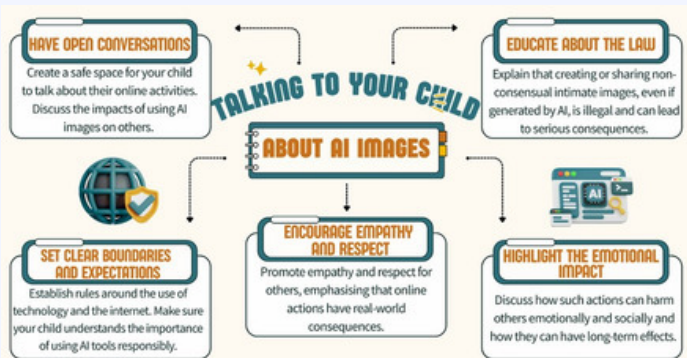 TALKING TO YOUR CHILD
ABOUT AI IMAGES
HAVE OPEN CONVERSATIONS
Create a safe space for your child
to talk about their online activities.
Discuss the impacts of using AI
images on others.
EDUCATE ABOUT THE LAW
Explain that creating or sharing non-
consensual intimate images, even if
generated by AI, is illegal and can lead
to serious consequences.
SET CLEAR BOUNDARIES
AND EXPECTATIONS
Establish rules around the use of
technology and the internet. Make sure
your child understands the importance
of using AI tools responsibly.
ENCOURAGE EMPATHY
AND RESPECT
Promote empathy and respect for
others, emphasising that online
actions have real-world
consequences.
AI
HIGHLIGHT THE EMOTIONAL
IMPACT
Discuss how such actions can harm
others emotionally and socially and
how they can have long-term effects.